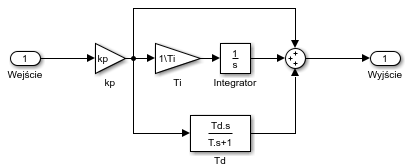 1
Wejście
kp
kp
1\Ti
Ti
1
s
Integrator
+
+
+
1
Wyjście
Td.s
T.s+1
Td